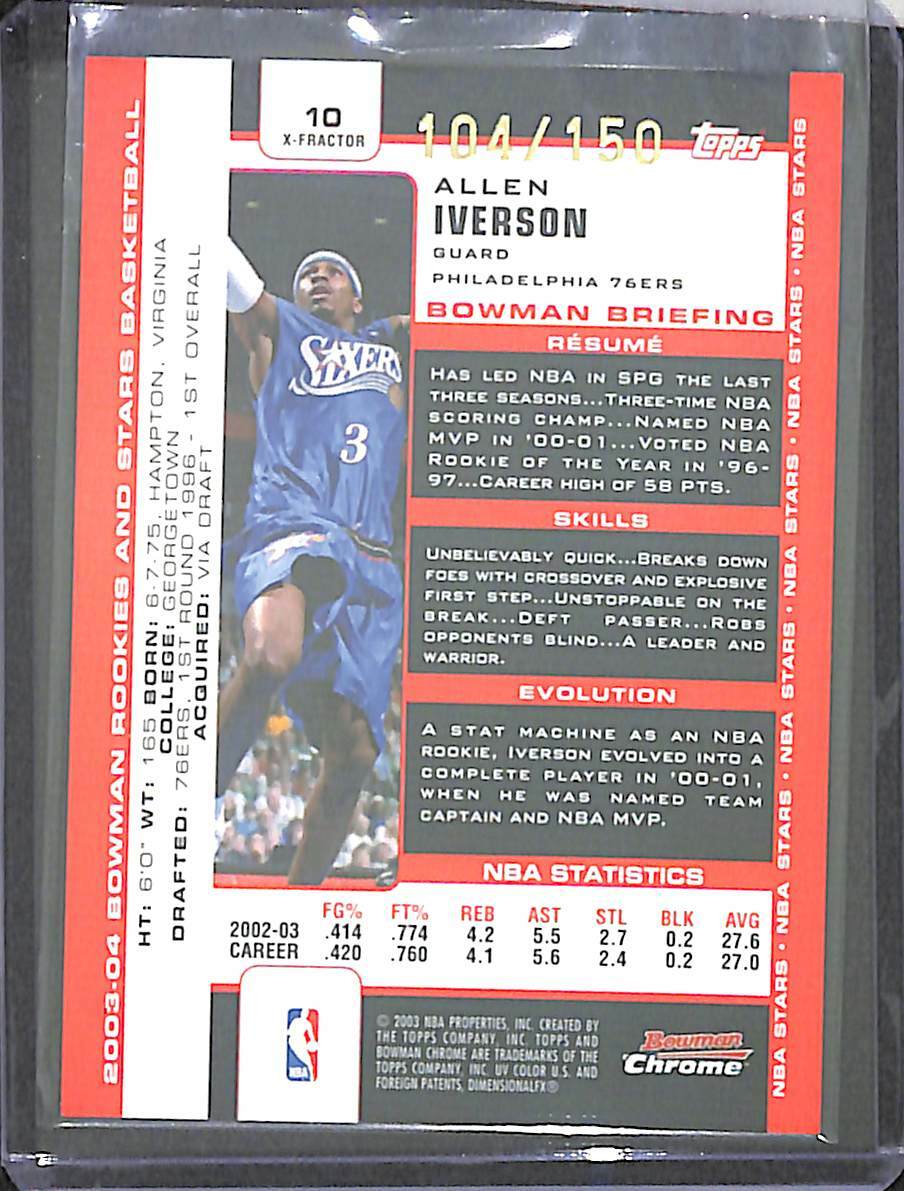 10
X-FRACTOR
104/150
topps
ALLEN
IVERSON
GUARD
PHILADELPHIA 76ERS
BOWMAN BRIEFING
RÉSUMÉ
HAS LED NBA IN SPG THE LAST
THREE SEASONS...THREE-TIME NBA
SCORING CHAMP...NAMED NBA
MVP IN '00-01...VOTED NBA
ROOKIE OF THE YEAR IN '96-
97...CAREER HIGH OF 58 PTS.
SKILLS
UNBELIEVABLY QUICK...BREAKS DOWN
FOES WITH CROSSOVER AND EXPLOSIVE
FIRST STEP...UNSTOPPABLE ON THE
BREAK...DEFT PASSER...ROBS
OPPONENTS BLIND...A LEADER AND
WARRIOR.
EVOLUTION
A STAT MACHINE AS AN NBA
ROOKIE, IVERSON EVOLVED INTO A
COMPLETE PLAYER IN '00-01,
WHEN HE WAS NAMED TEAM
CAPTAIN AND NBA MVP.
NBA STATISTICS
FG% FT% REB AST STL BLK AVG
2002-03 .414 .774 4.2 5.5 2.7 0.2 27.6
CAREER .420 .760 4.1 5.6 2.4 0.2 27.0
SIXERS
3
2003-04 BOWMAN ROOKIES AND STARS BASKETBALL
HT: 6'0" WT: 165 BORN: 6-7-75, HAMPTON, VIRGINIA
COLLEGE: GEORGETOWN
DRAFTED: 76ERS, 1ST ROUND 1996 - 1ST OVERALL
ACQUIRED: VIA DRAFT
NBA STARS • NBA STARS • NBA STARS • NBA STARS • NBA STARS • NBA STARS • NBA STARS
NBA
© 2003 NBA PROPERTIES, INC. CREATED BY
THE TOPPS COMPANY, INC. TOPPS AND
BOWMAN CHROME ARE TRADEMARKS OF THE
TOPPS COMPANY, INC. UV COLOR U.S. AND
FOREIGN PATENTS, DIMENSIONALFX®
Bowman
Chrome